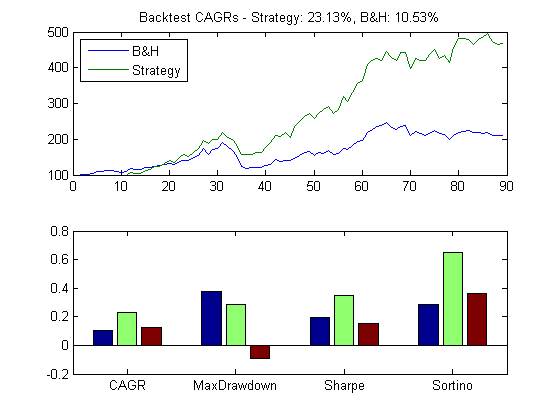 Backtest CAGRs - Strategy: 23.13%, B&H: 10.53%
500
400
300
200
100
B&H
Strategy
0 10 20 30 40 50 60 70 80 90
0.8
0.6
0.4
0.2
0
-0.2
CAGR MaxDrawdown Sharpe Sortino